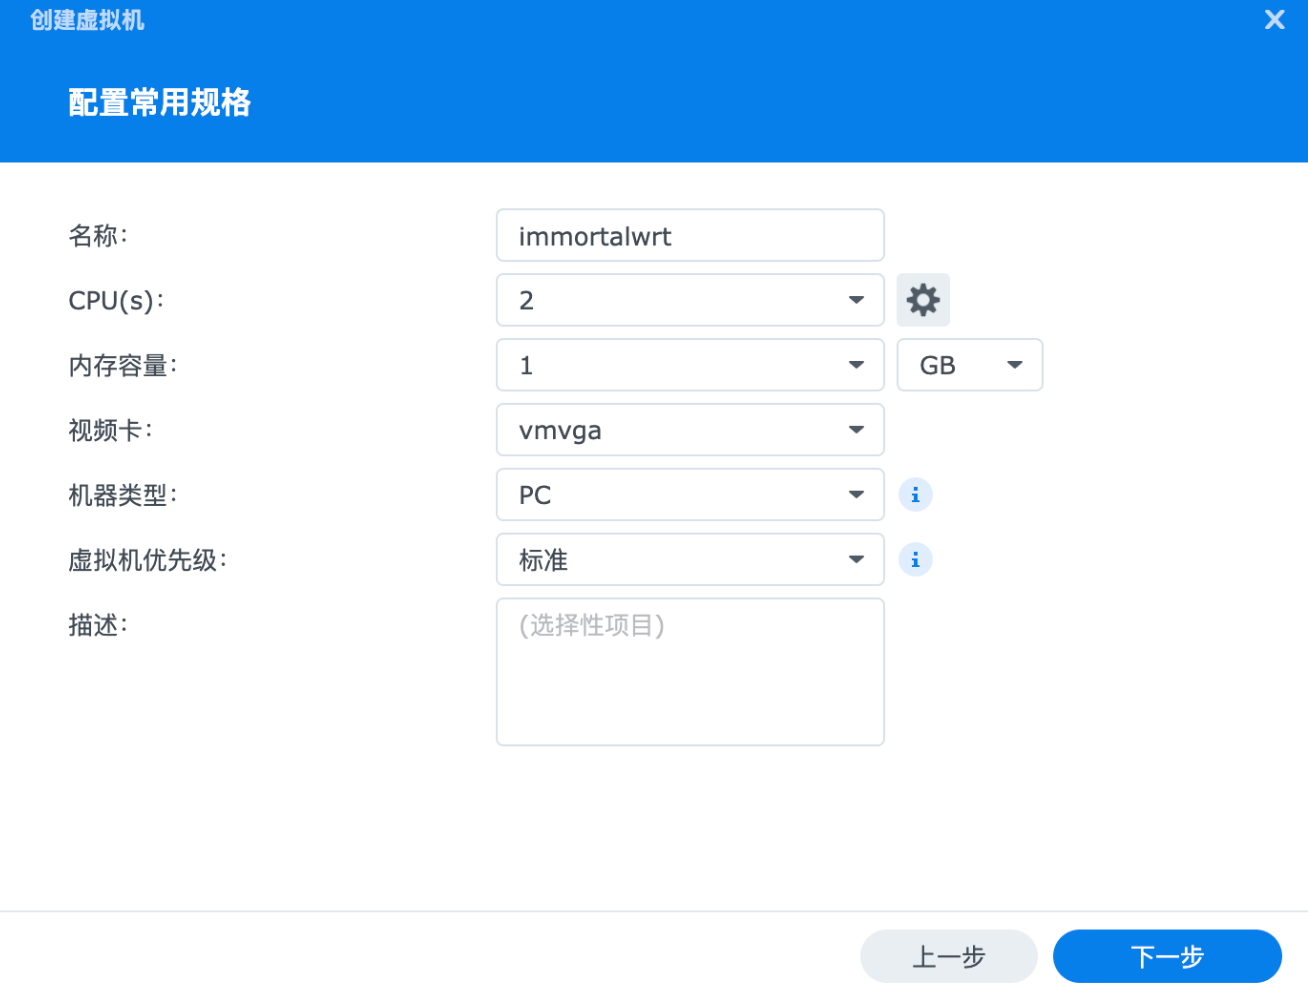 创建虚拟机
配置常用规格
名称： immortalwrt
CPU(s)： 2
内存容量： 1 GB
视频卡： vmvga
机器类型： PC
虚拟机优先级： 标准
描述： (选择性项目)
上一步 下一步